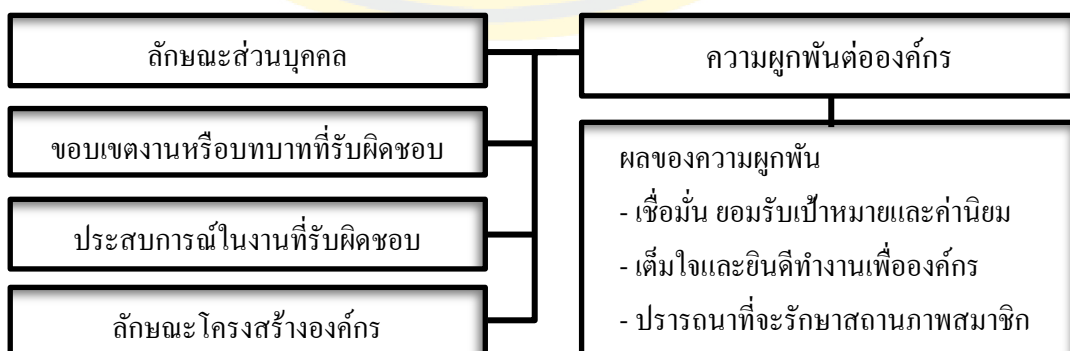 ลักษณะส่วนบุคคล
ขอบเขตงานหรือบทบาทที่รับผิดชอบ
ประสบการณ์ในงานที่รับผิดชอบ
ลักษณะโครงสร้างองค์กร
ความผูกพันต่อองค์กร
ผลของความผูกพัน
- เชื่อมั่น ยอมรับเป้าหมายและค่านิยม
- เต็มใจและยินดีทำงานเพื่อองค์กร
- ปรารถนาที่จะรักษาสถานภาพสมาชิก